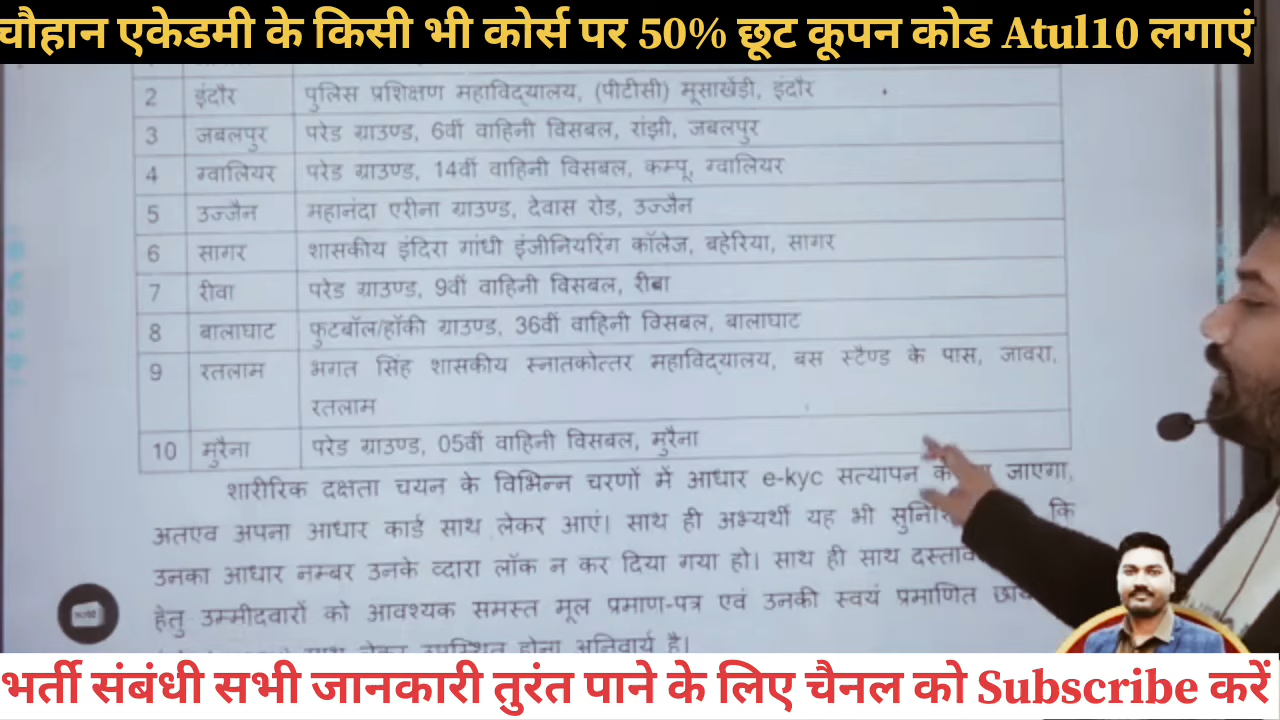 चौहान एकेडमी के किसी भी कोर्स पर 50% छूट कूपन कोड Atul10 लगाएं
2 इंदौर पुलिस प्रशिक्षण महाविद्यालय, (पीटीसी) मूसाखेड़ी, इंदौर
3 जबलपुर परेड ग्राउण्ड, 6वीं वाहिनी विसबल, रांझी, जबलपुर
4 ग्वालियर परेड ग्राउण्ड, 14वीं वाहिनी विसबल, कम्पू, ग्वालियर
5 उज्जैन महानंदा एरीना ग्राउण्ड, देवास रोड, उज्जैन
6 सागर शासकीय इंदिरा गांधी इंजीनियरिंग कॉलेज, बहेरिया, सागर
7 रीवा परेड ग्राउण्ड, 9वीं वाहिनी विसबल, रीवा
8 बालाघाट फुटबॉल/हॉकी ग्राउण्ड, 36वीं वाहिनी विसबल, बालाघाट
9 रतलाम भगत सिंह शासकीय स्नातकोत्तर महाविद्यालय, बस स्टैण्ड के पास, जावरा,
रतलाम
10 मुरैना परेड ग्राउण्ड, 05वीं वाहिनी विसबल, मुरैना
शारीरिक दक्षता चयन के विभिन्न चरणों में आधार e-kyc सत्यापन जाएगा,
अतएव अपना आधार कार्ड साथ लेकर आएं। साथ ही अभ्यर्थी यह भी कि
उनका आधार नम्बर उनके व्दारा लॉक न कर दिया गया हो। साथ ही साथ
हेतु उम्मीदवारों को आवश्यक समस्त मूल प्रमाण-पत्र एवं उनकी स्वयं प्रमाणित
साथ लेकर उपस्थित होना अनिवार्य है।
भर्ती संबंधी सभी जानकारी तुरंत पाने के लिए चैनल को Subscribe करें